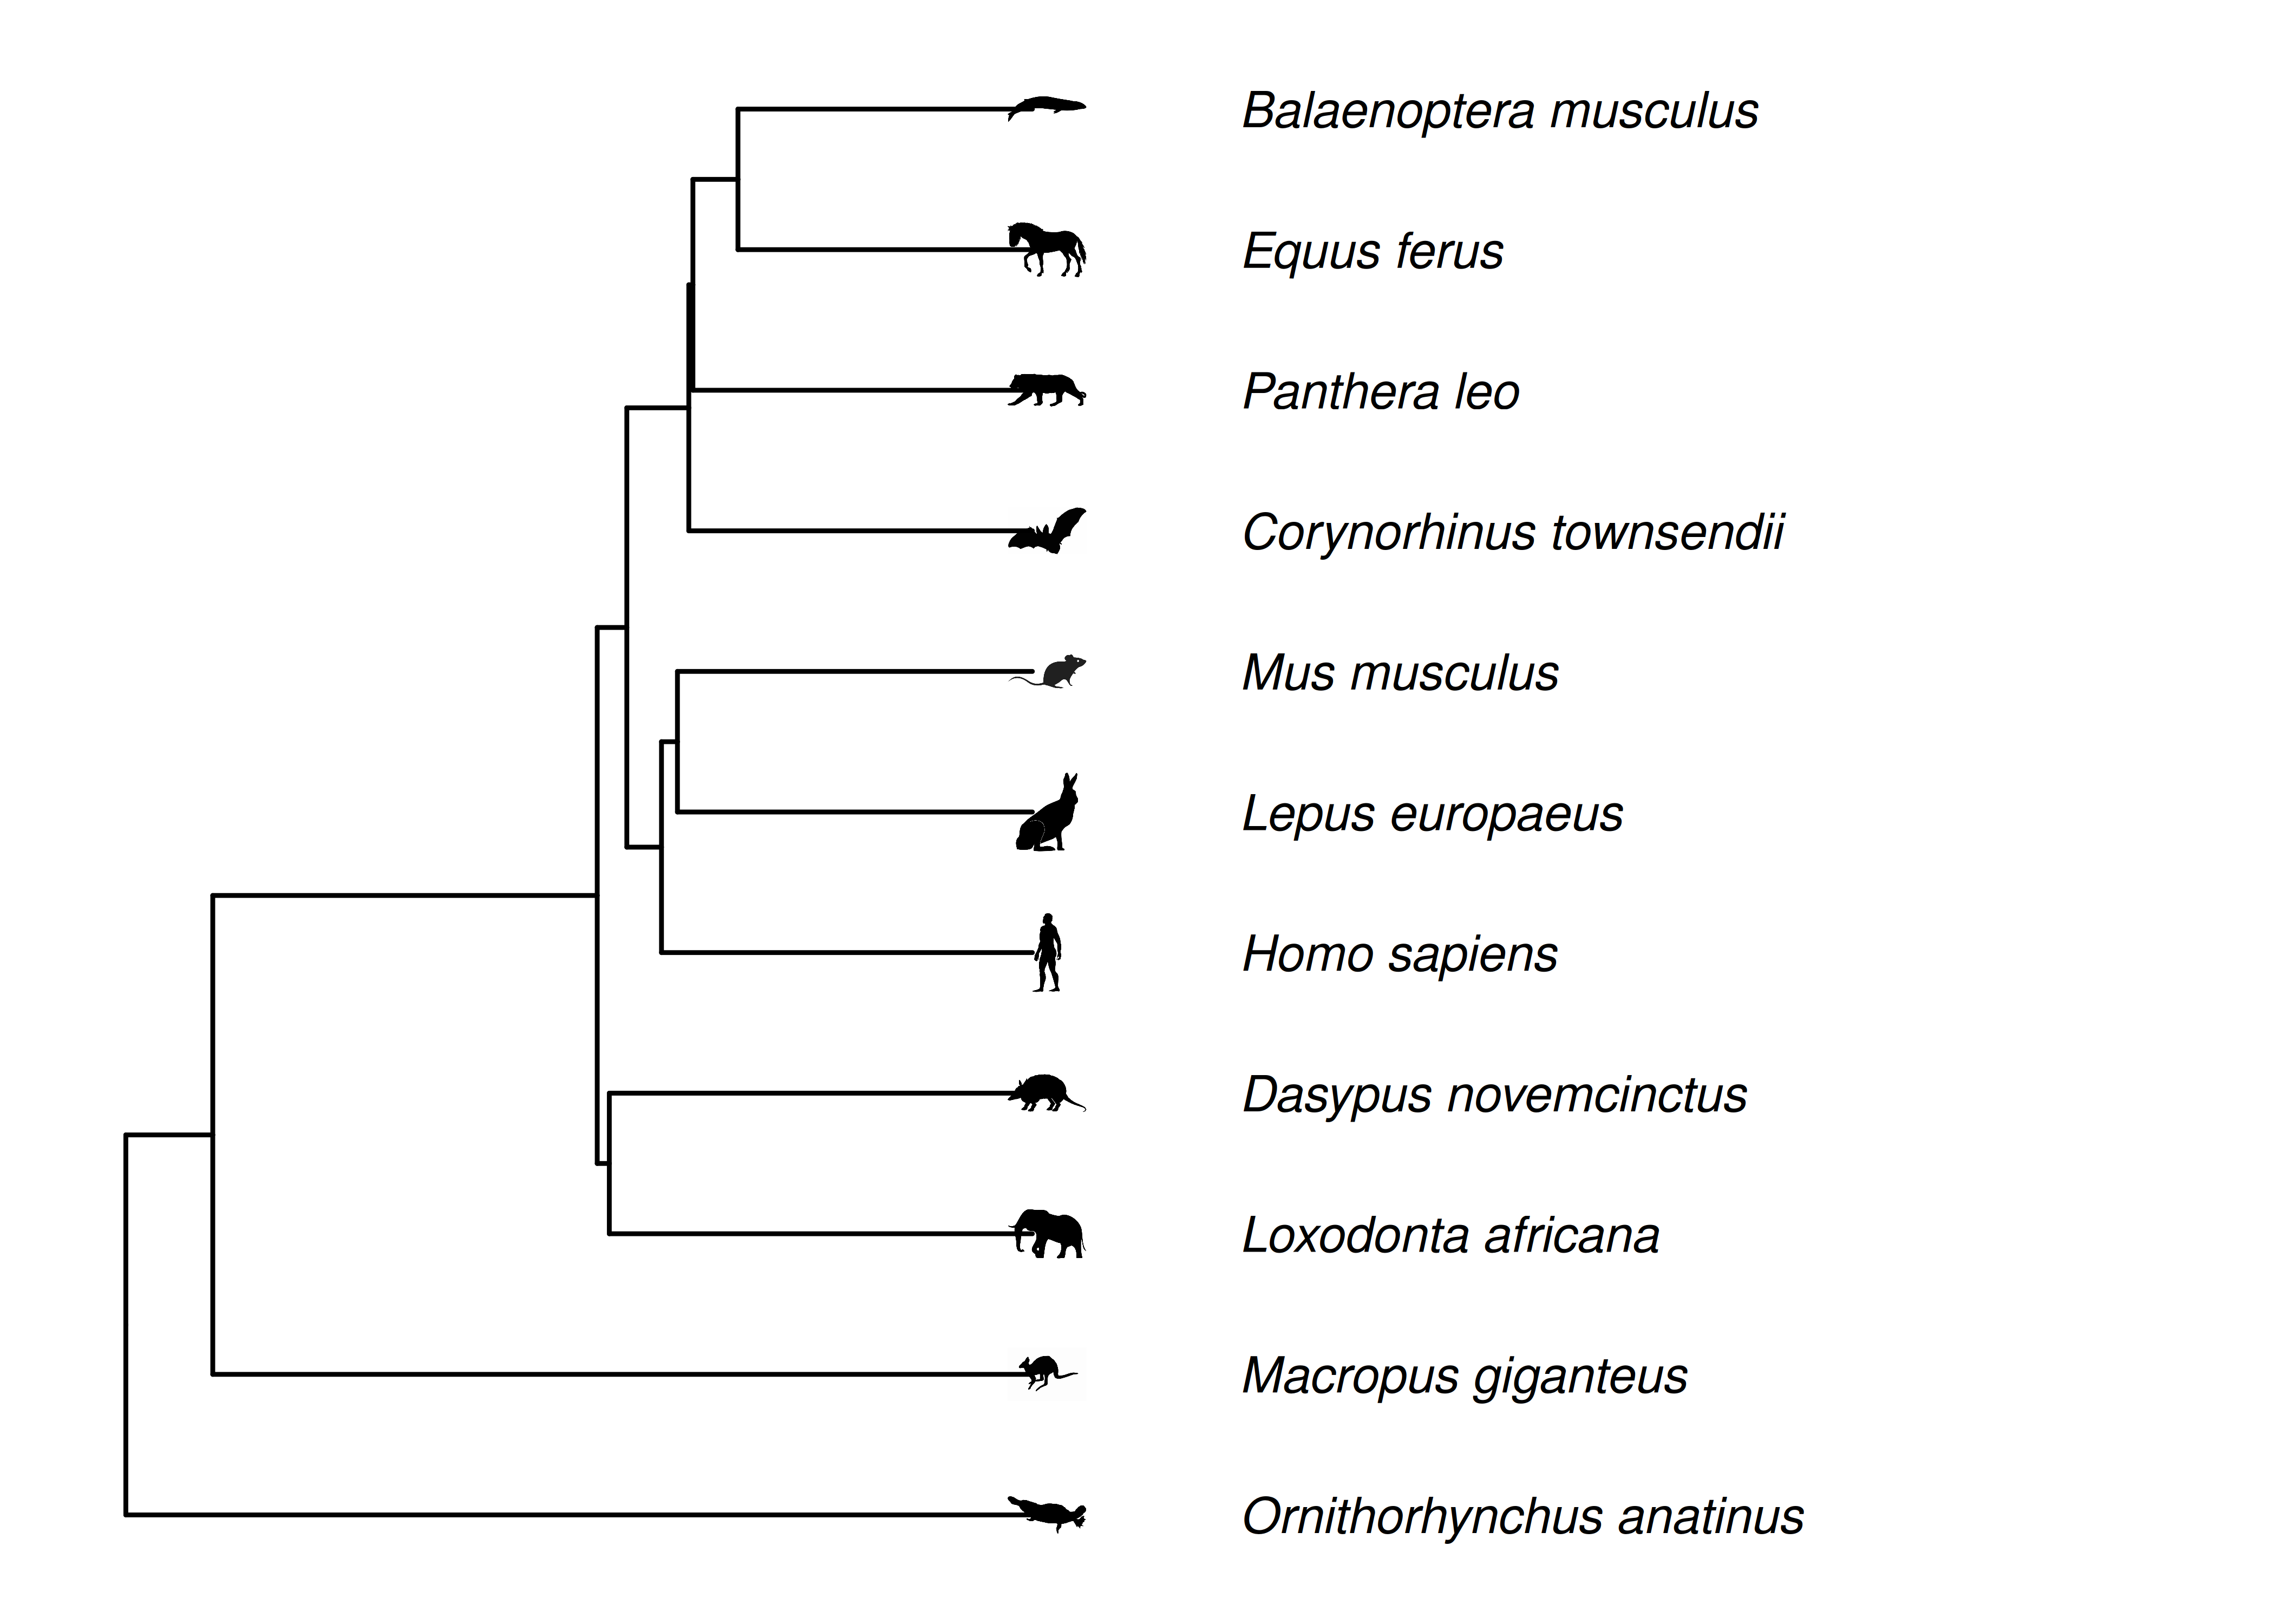 Balaenoptera musculus
Equus ferus
Panthera leo
Corynorhinus townsendii
Mus musculus
Lepus europaeus
Homo sapiens
Dasypus novemcinctus
Loxodonta africana
Macropus giganteus
Ornithorhynchus anatinus